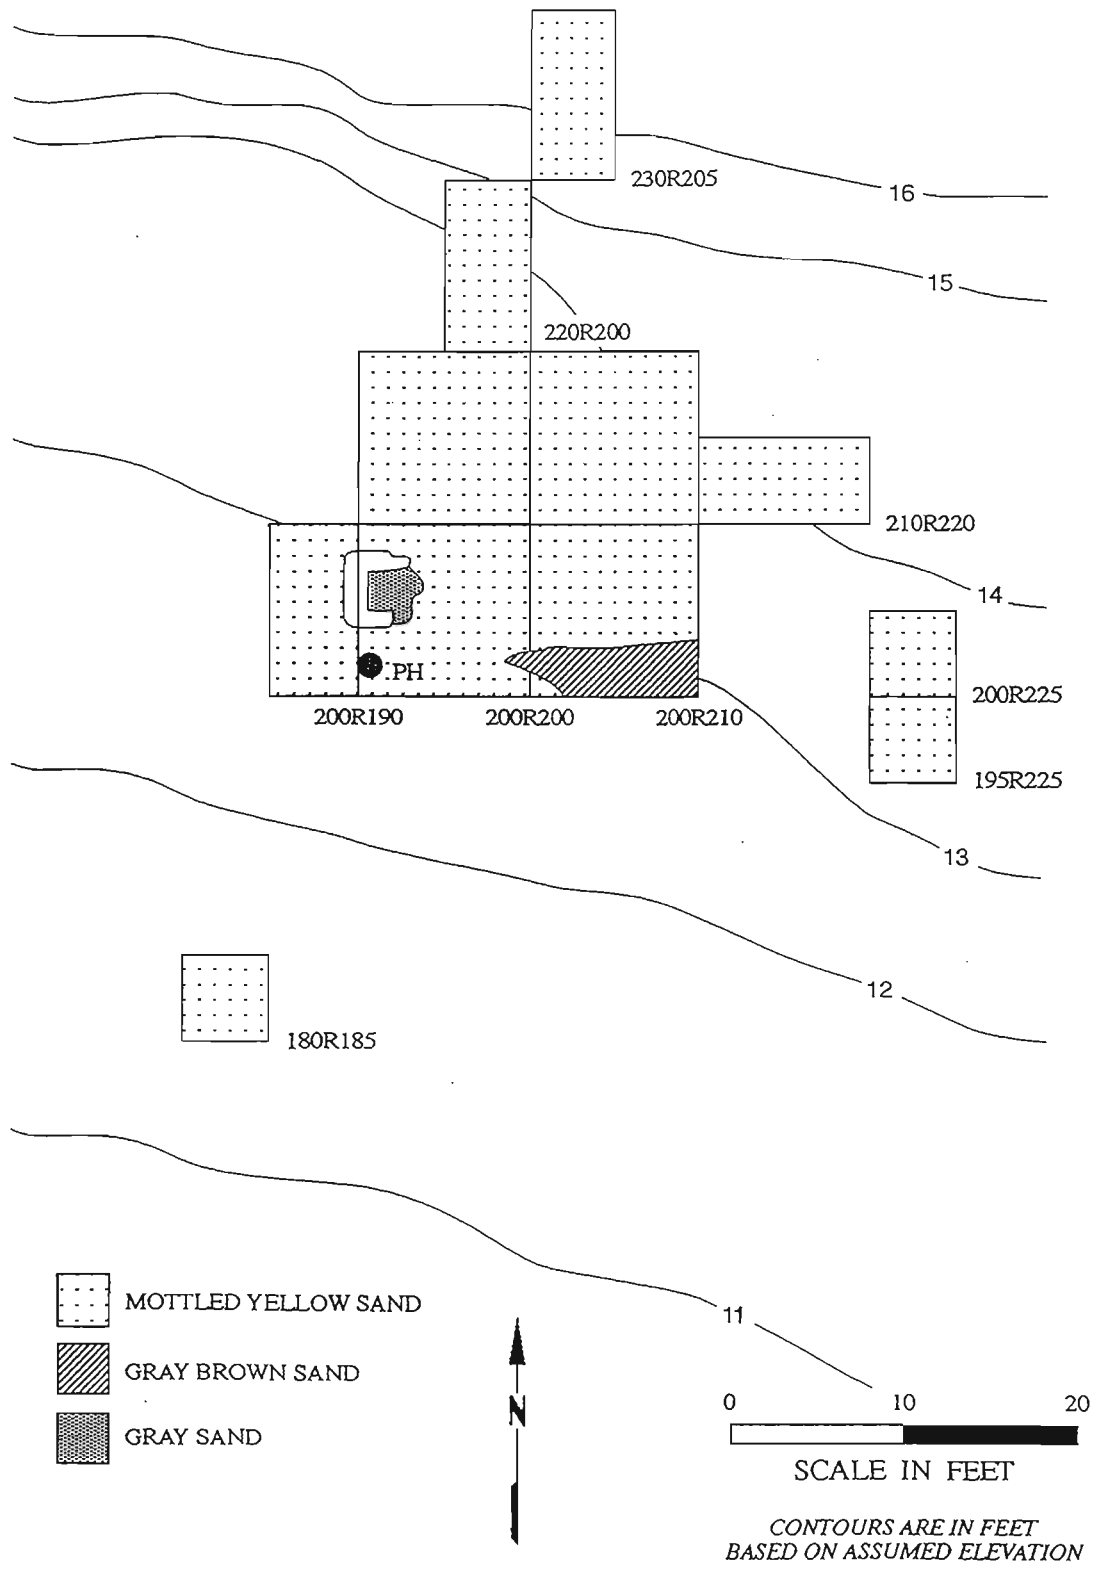 230R205
16
15
220R200
210R220
14
PH
200R190
200R200
200R210
200R225
195R225
13
12
180R185
11
MOTTLED YELLOW SAND
GRAY BROWN SAND
GRAY SAND
N
0 10 20
SCALE IN FEET
CONTOURS ARE IN FEET
BASED ON ASSUMED ELEVATION